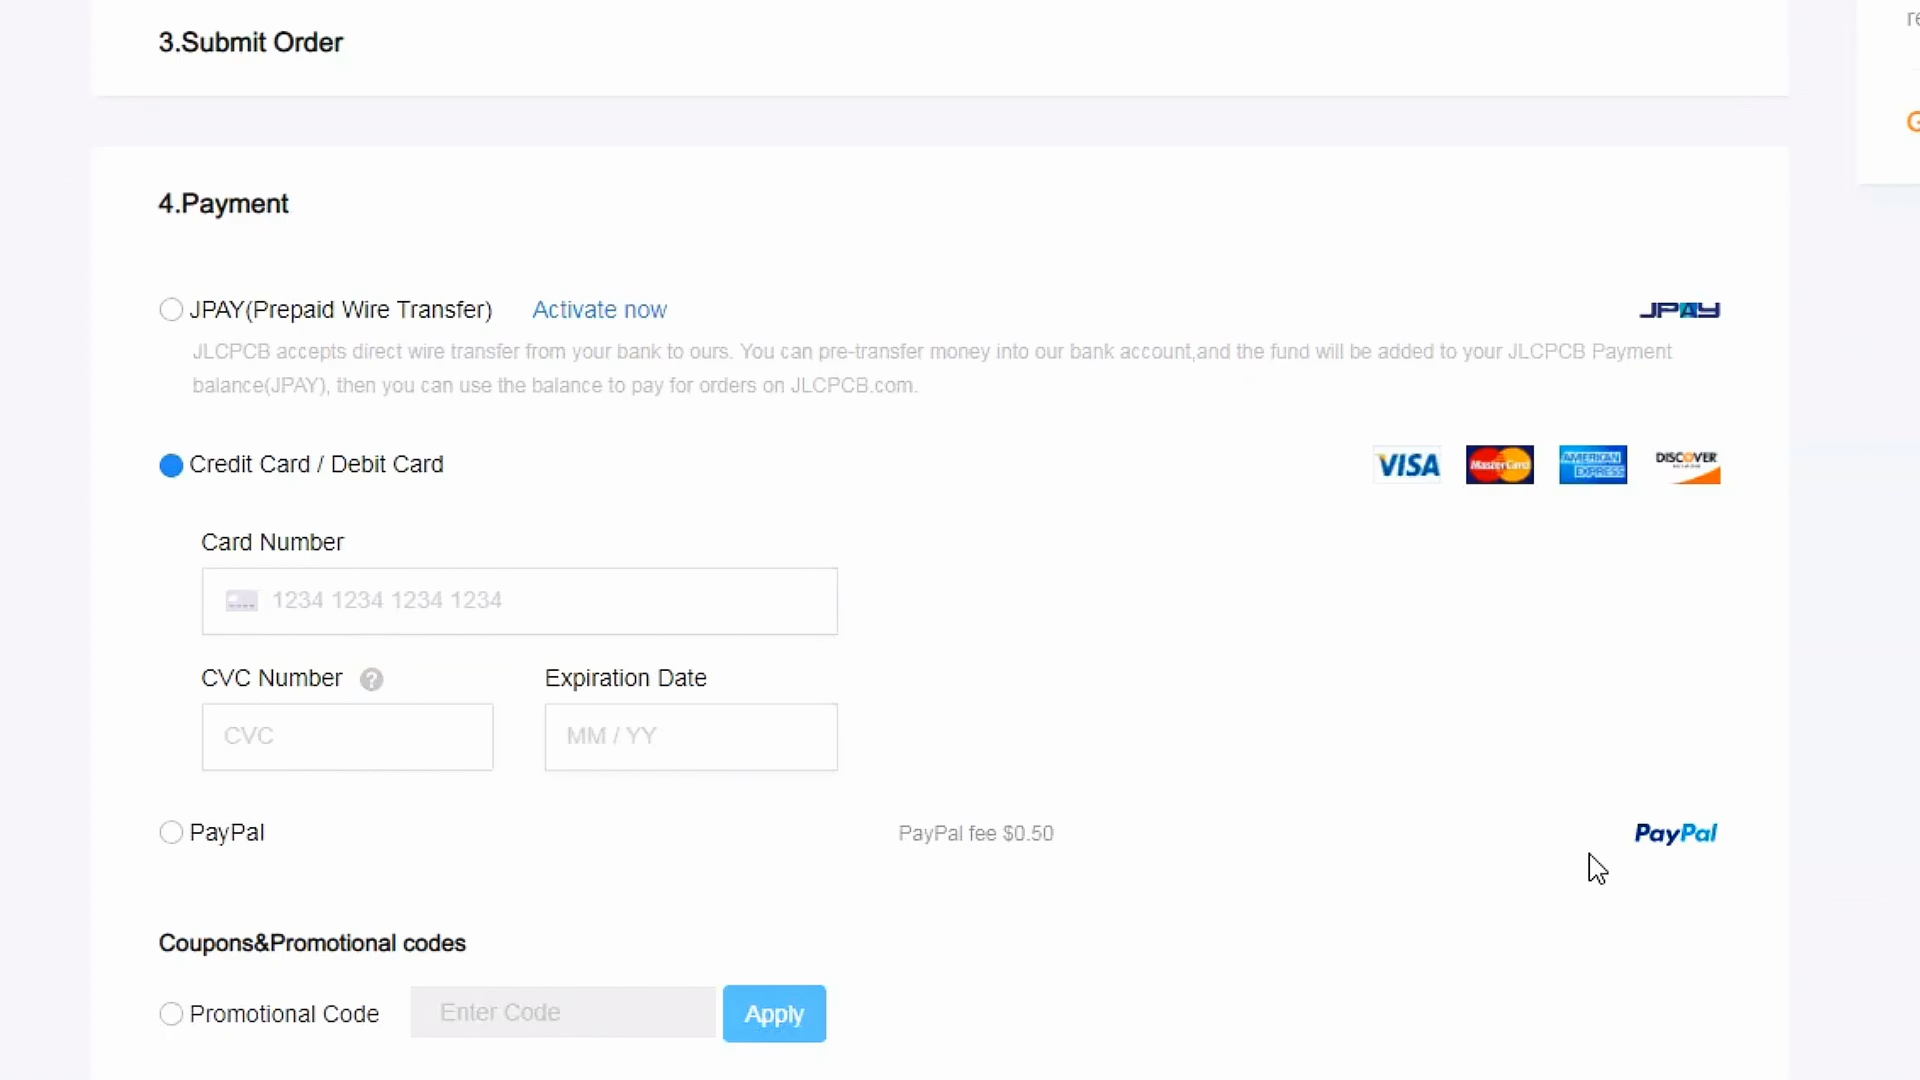 3.Submit Order
4.Payment
JPAY(Prepaid Wire Transfer) Activate now JPAY
JLCPCB accepts direct wire transfer from your bank to ours. You can pre-transfer money into our bank account,and the fund will be added to your JLCPCB Payment
balance(JPAY), then you can use the balance to pay for orders on JLCPCB.com.
Credit Card / Debit Card VISA MasterCard AMERICAN EXPRESS DISCOVER
Card Number
1234 1234 1234 1234
CVC Number ? Expiration Date
CVC MM / YY
PayPal PayPal fee $0.50 PayPal
Coupons&Promotional codes
Promotional Code Enter Code Apply